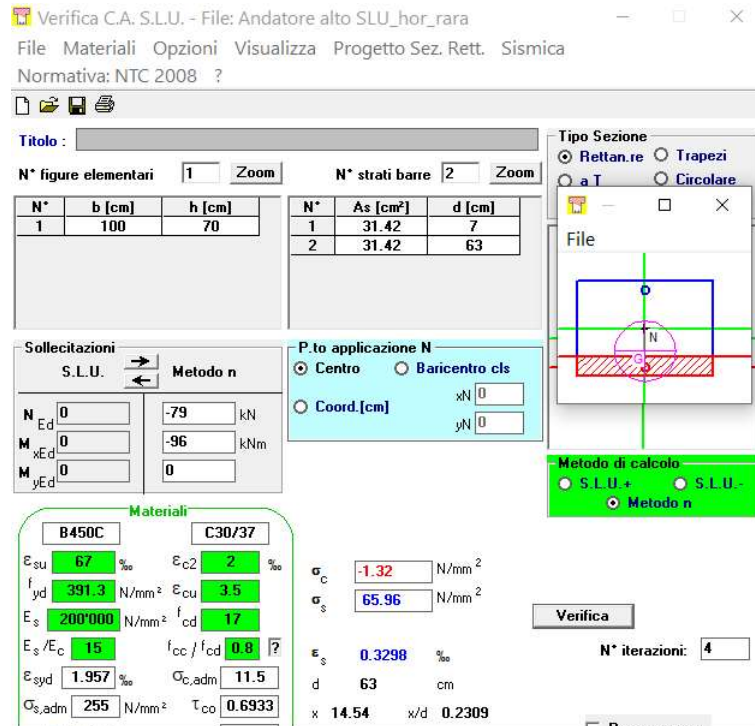 Verifica C.A. S.L.U. - File: Andatore alto SLU_hor_rara
File Materiali Opzioni Visualizza Progetto Sez. Rett. Sismica
Normativa: NTC 2008 ?
Titolo :
Tipo Sezione
Rettan.re Trapezi
a T Circolare
N° figure elementari 1 Zoom N° strati barre 2 Zoom
N° b [cm] h [cm] N° As [cm²] d [cm]
1 100 70 1 31.42 7
2 31.42 63
File
N
G
Sollecitazioni
S.L.U. Metodo n
P.to applicazione N
Centro Baricentro cls
Coord.[cm] xN 0
yN 0
N Ed 0 -79 kN
M xEd 0 -96 kNm
M yEd 0 0
Metodo di calcolo
S.L.U.+ S.L.U.-
Metodo n
Materiali
B450C C30/37
εsu 67 ‰ εc2 2 ‰
fyd 391.3 N/mm² εcu 3.5
Es 200'000 N/mm² fcd 17
Es/Ec 15 fcc/fcd 0.8 ?
εsyd 1.957 ‰ σc,adm 11.5
σs,adm 255 N/mm² τco 0.6933
σc -1.32 N/mm²
σs 65.96 N/mm²
εs 0.3298 ‰
d 63 cm
x 14.54 x/d 0.2309
Verifica
N° iterazioni: 4